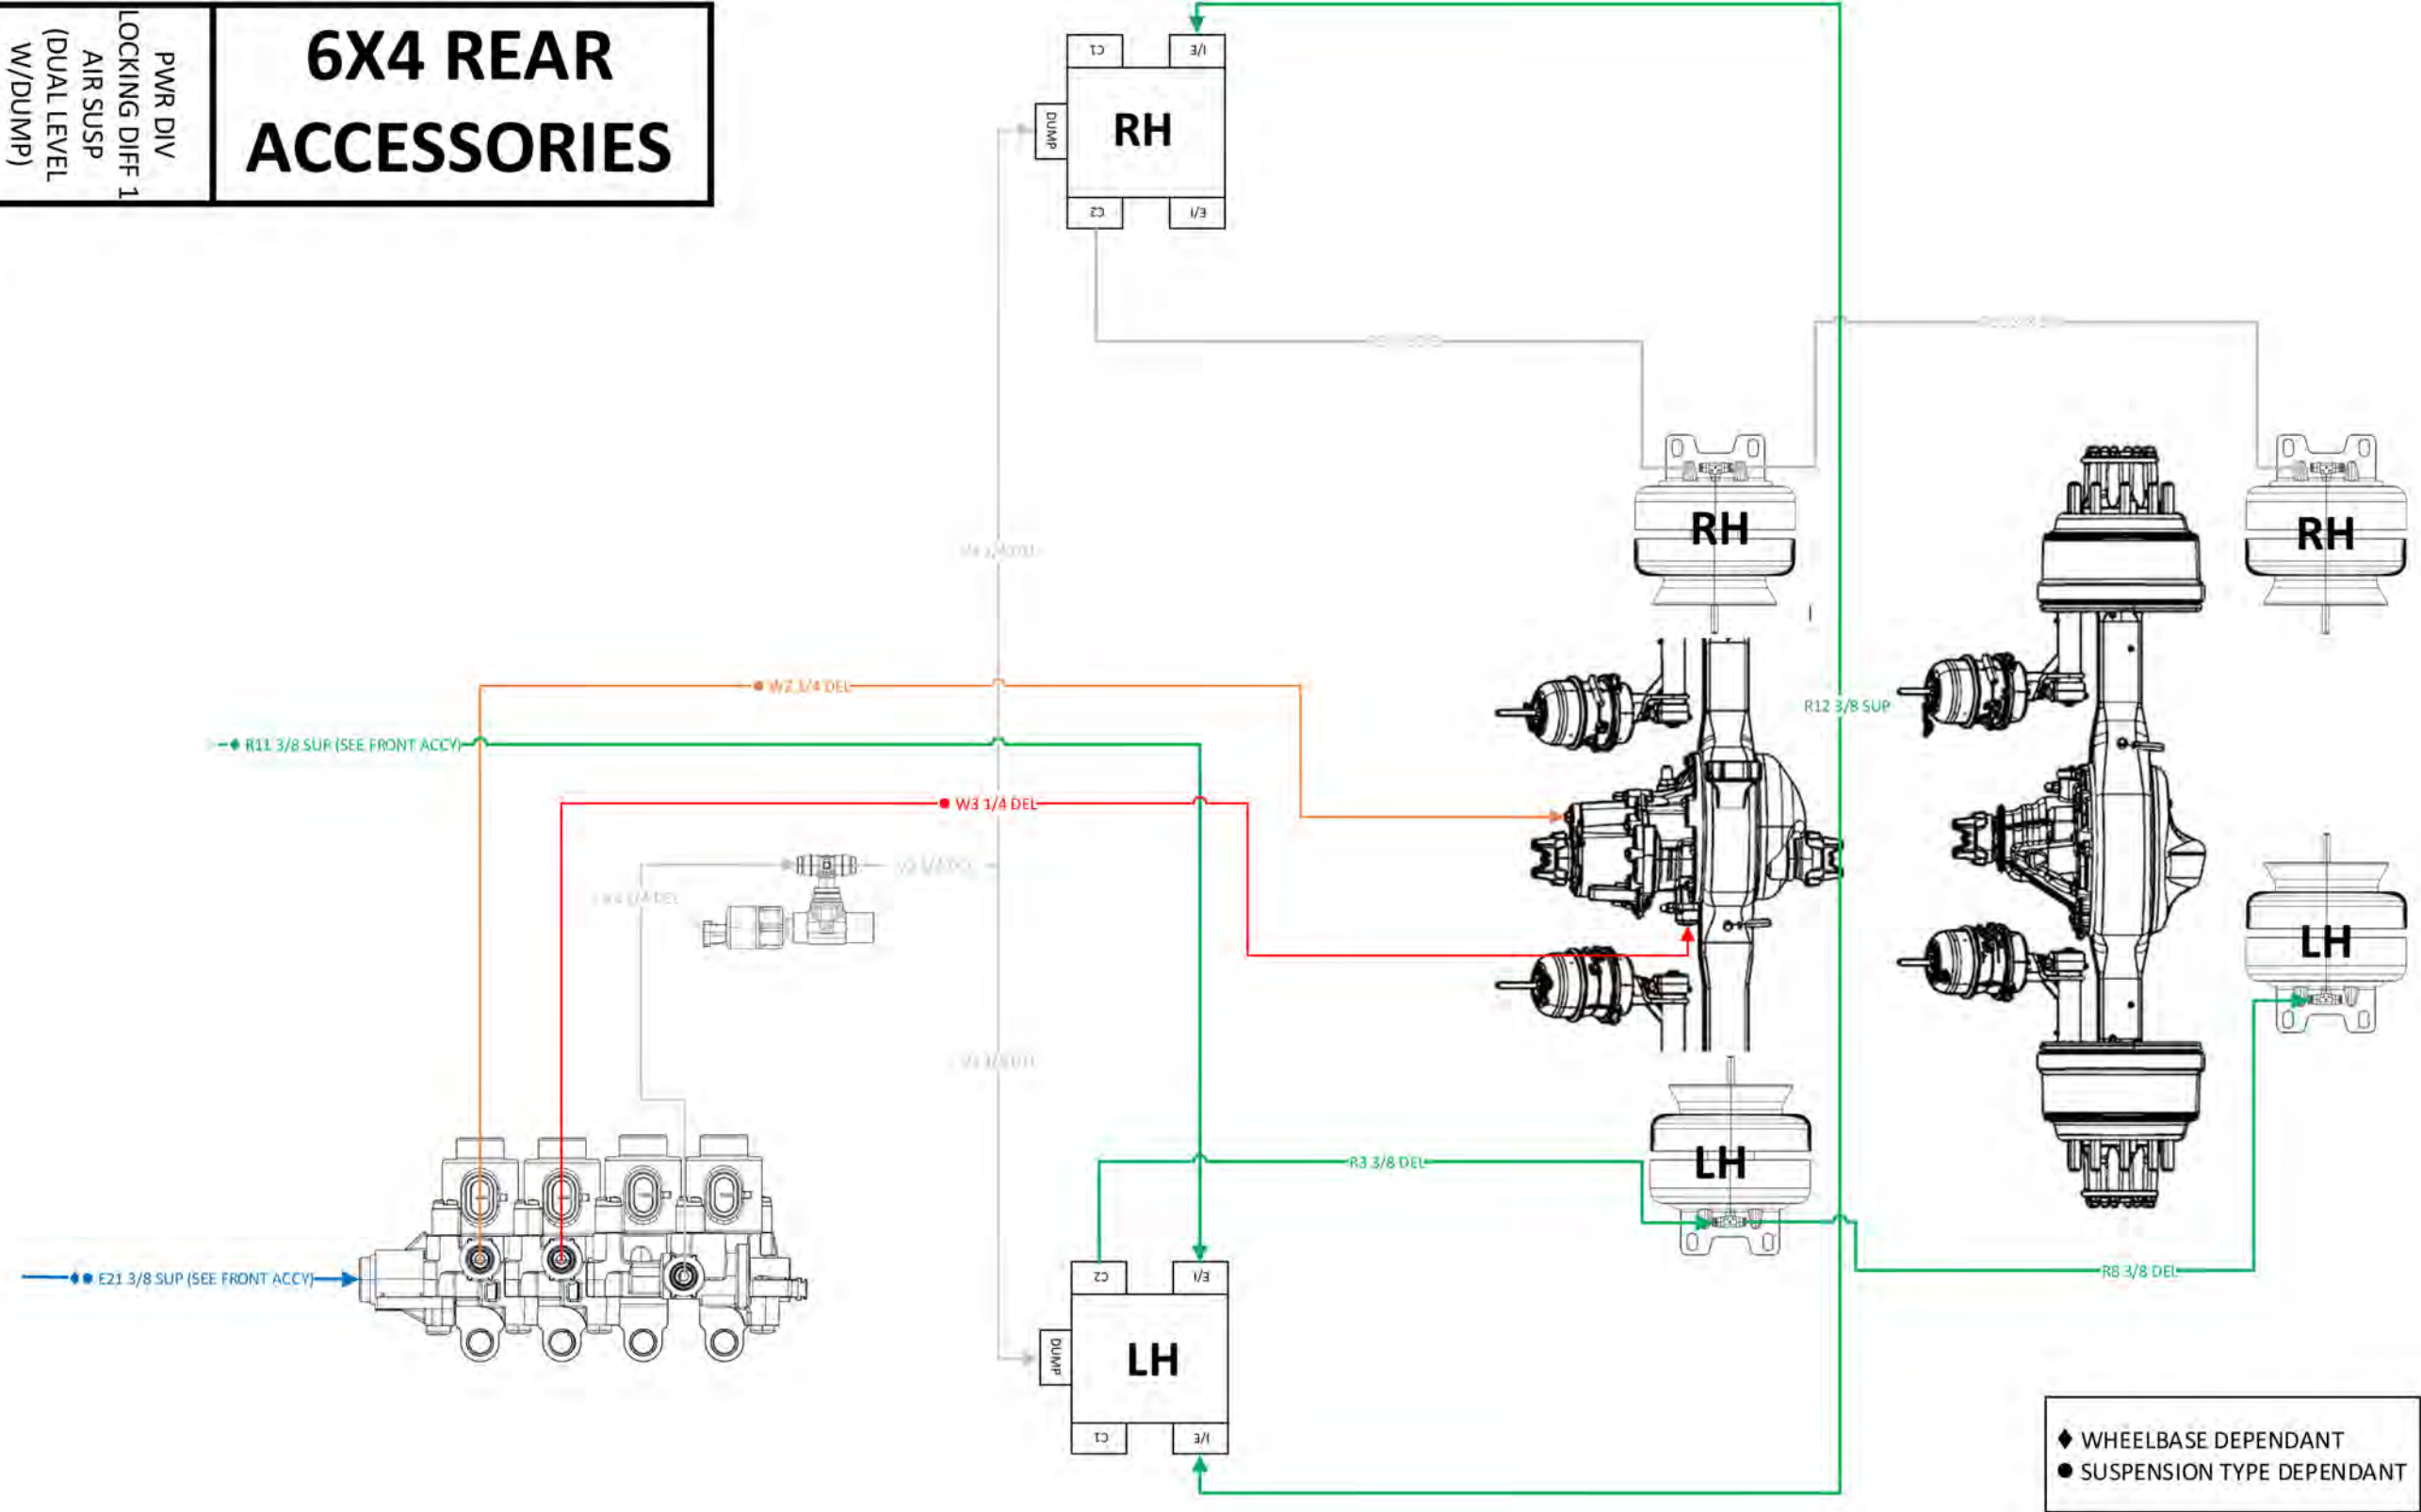 PWR DIV
LOCKING DIFF 1
AIR SUSP
(DUAL LEVEL
W/DUMP)
6X4 REAR
ACCESSORIES
C1
I/E
DUMP
RH
C2
E/I
RH
RH
W2 1/4 DEL
R12 3/8 SUP
R11 3/8 SUP (SEE FRONT ACCY)
W3 1/4 DEL
LH
R3 3/8 DEL
LH
E21 3/8 SUP (SEE FRONT ACCY)
R8 3/8 DEL
C2
E/I
DUMP
LH
C1
I/E
WHEELBASE DEPENDANT
SUSPENSION TYPE DEPENDANT